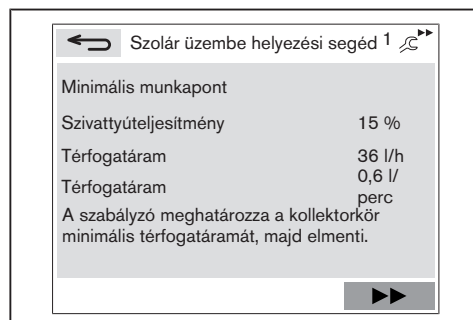 Szolár üzembe helyezési segéd 1
Minimális munkapont
Szivattyúteljesítmény 15 %
Térfogatáram 36 l/h
Térfogatáram 0,6 l/
perc
A szabályzó meghatározza a kollektorkör
minimális térfogatáramát, majd elmenti.